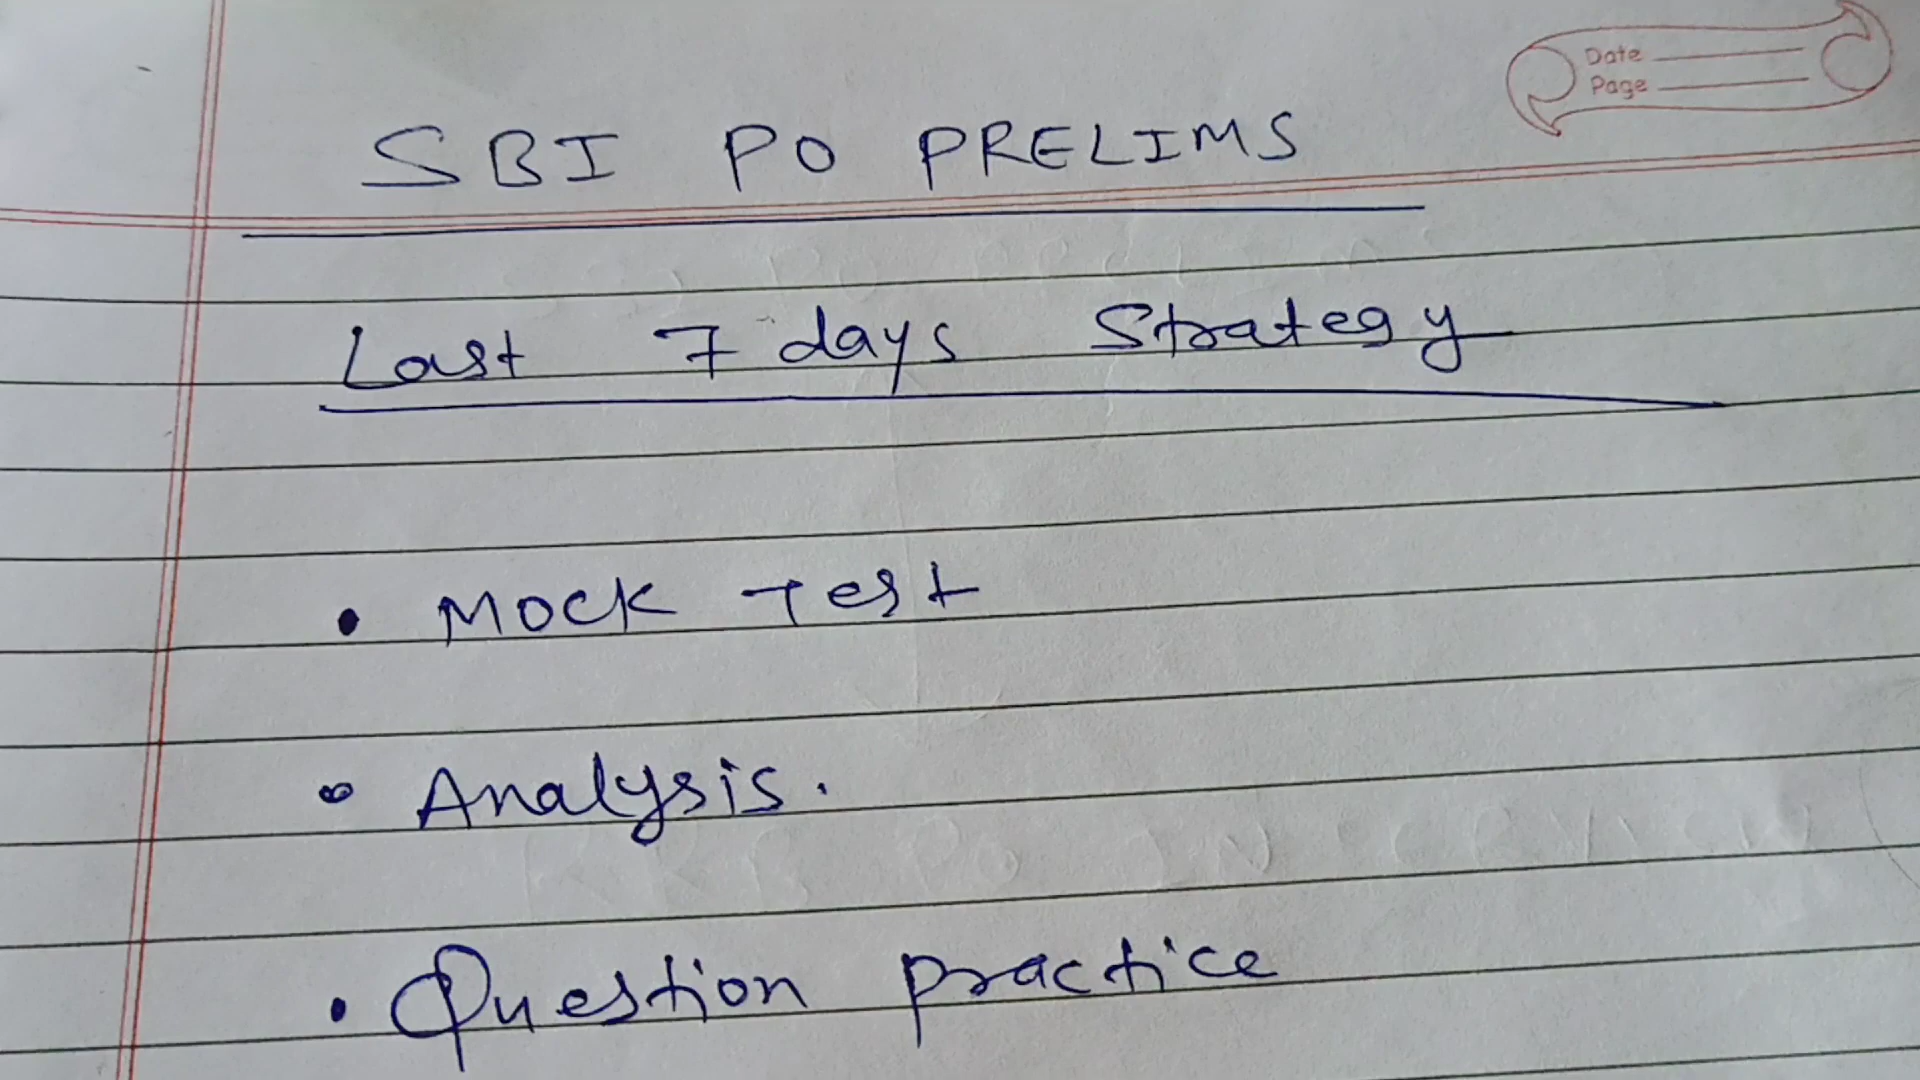 Date
Page
SBI PO PRELIMS
Last 7 days Strategy
• Mock Test
• Analysis.
• Question practice